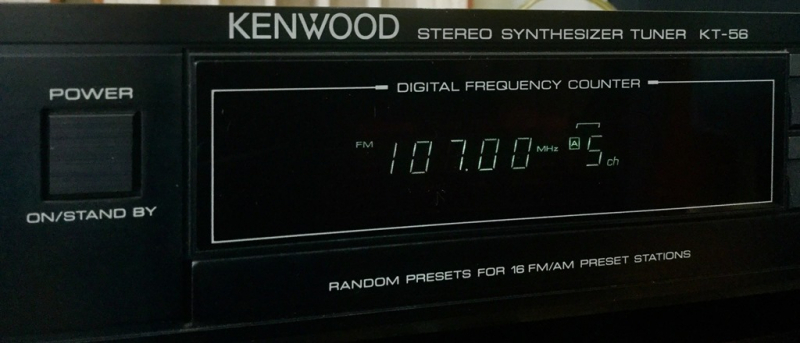 KENWOOD STEREO SYNTHESIZER TUNER KT-56
POWER
DIGITAL FREQUENCY COUNTER
FM 107.00 MHz A 5 ch
ON/STAND BY
RANDOM PRESETS FOR 16 FM/AM PRESET STATIONS